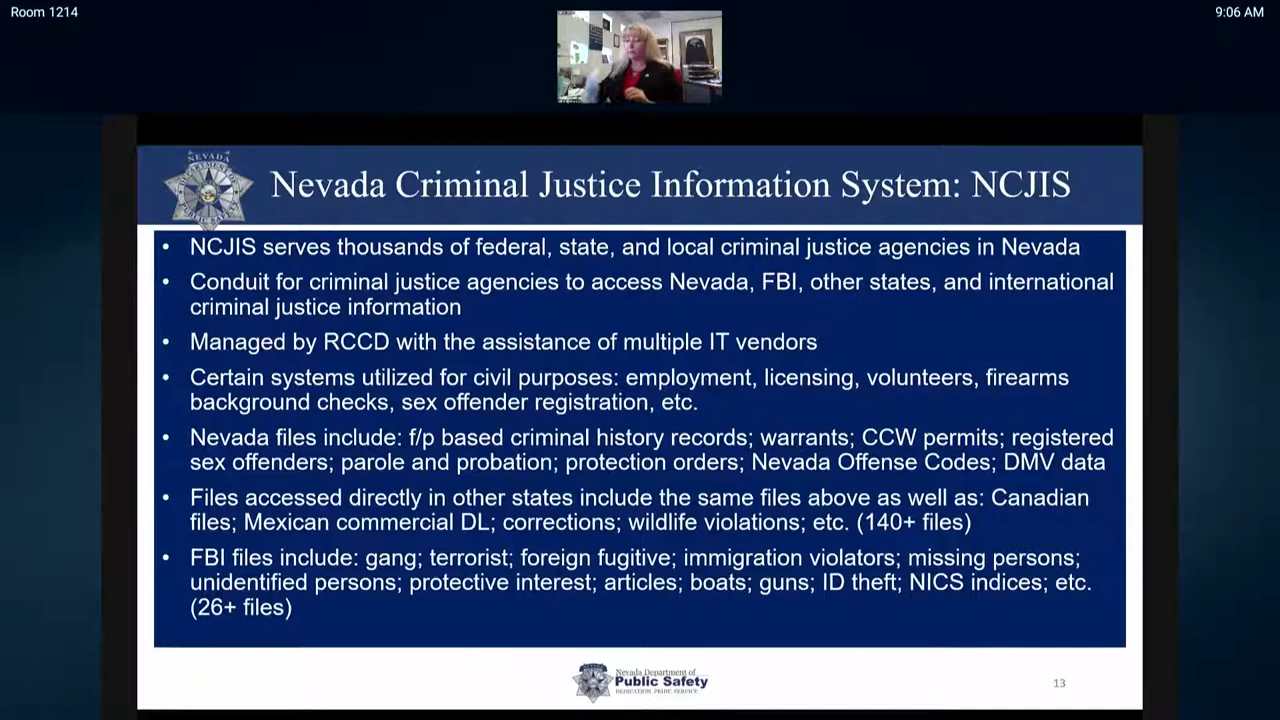 Room 1214
9:06 AM
NEVADA
Nevada Criminal Justice Information System: NCJIS
• NCJIS serves thousands of federal, state, and local criminal justice agencies in Nevada
• Conduit for criminal justice agencies to access Nevada, FBI, other states, and international
criminal justice information
• Managed by RCCD with the assistance of multiple IT vendors
• Certain systems utilized for civil purposes: employment, licensing, volunteers, firearms
background checks, sex offender registration, etc.
• Nevada files include: f/p based criminal history records; warrants; CCW permits; registered
sex offenders; parole and probation; protection orders; Nevada Offense Codes; DMV data
• Files accessed directly in other states include the same files above as well as: Canadian
files; Mexican commercial DL; corrections; wildlife violations; etc. (140+ files)
• FBI files include: gang; terrorist; foreign fugitive; immigration violators; missing persons;
unidentified persons; protective interest; articles; boats; guns; ID theft; NICS indices; etc.
(26+ files)
Nevada Department of
Public Safety
DEDICATION PRIDE SERVICE
13